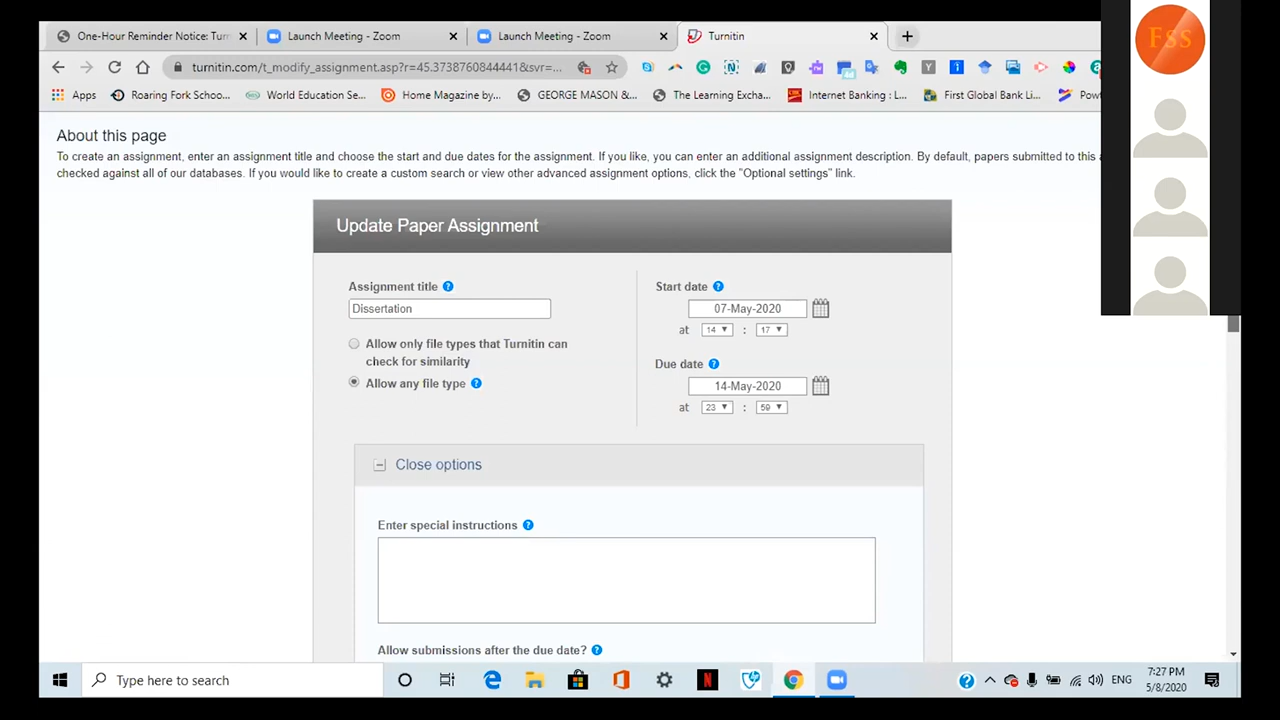 One-Hour Reminder Notice: Turn
Launch Meeting - Zoom
Launch Meeting - Zoom
Turnitin
turnitin.com/t_modify_assignment.asp?r=45.3738760844441&svr=...
Apps
Roaring Fork Schoo...
World Education Se...
Home Magazine by...
GEORGE MASON &...
The Learning Excha...
Internet Banking : L...
First Global Bank Li...
Powt
Fss
About this page
To create an assignment, enter an assignment title and choose the start and due dates for the assignment. If you like, you can enter an additional assignment description. By default, papers submitted to this a
checked against all of our databases. If you would like to create a custom search or view other advanced assignment options, click the "Optional settings" link.
Update Paper Assignment
Assignment title
Dissertation
Allow only file types that Turnitin can
check for similarity
Allow any file type
Start date
07-May-2020
at 14 : 17
Due date
14-May-2020
at 23 : 59
Close options
Enter special instructions
Allow submissions after the due date?
Type here to search
ENG
7:27 PM
5/8/2020